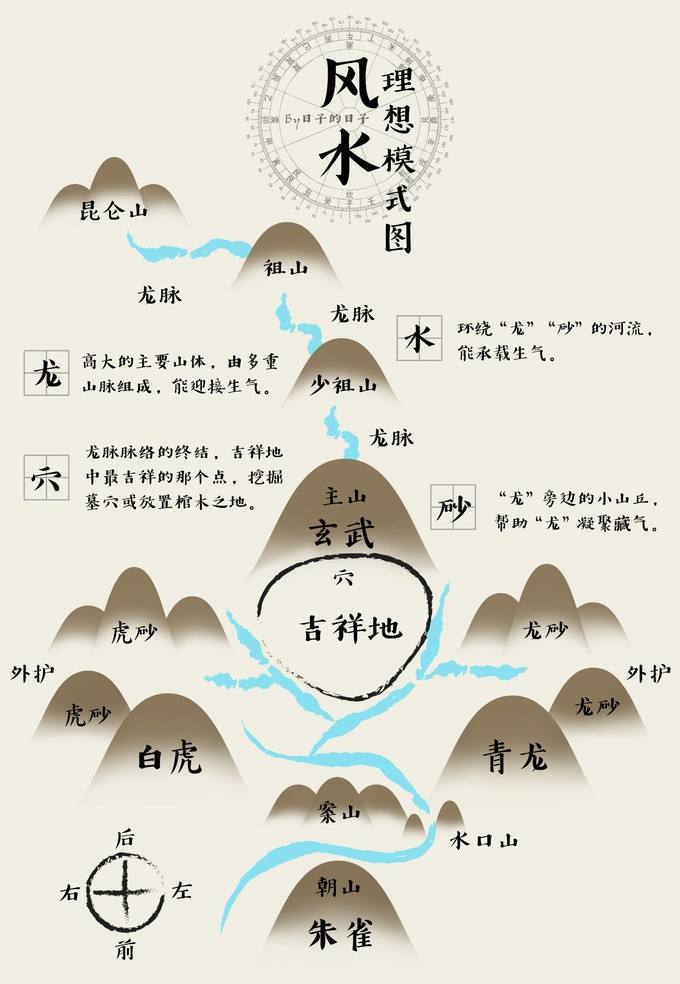 风水
理想模式图
By日子的日子
昆仑山
祖山
龙脉
龙脉
水
环绕“龙”“砂”的河流，
能承载生气。
龙
高大的主要山体，由多重
山脉组成，能迎接生气。
少祖山
龙脉
穴
龙脉脉络的终结，吉祥地
中最吉祥的那个点，挖掘
墓穴或放置棺木之地。
主山
玄武
砂
“龙”旁边的小山丘，
帮助“龙”凝聚藏气。
穴
吉祥地
虎砂
龙砂
外护
外护
虎砂
龙砂
白虎
青龙
案山
水口山
后
右
左
前
朝山
朱雀